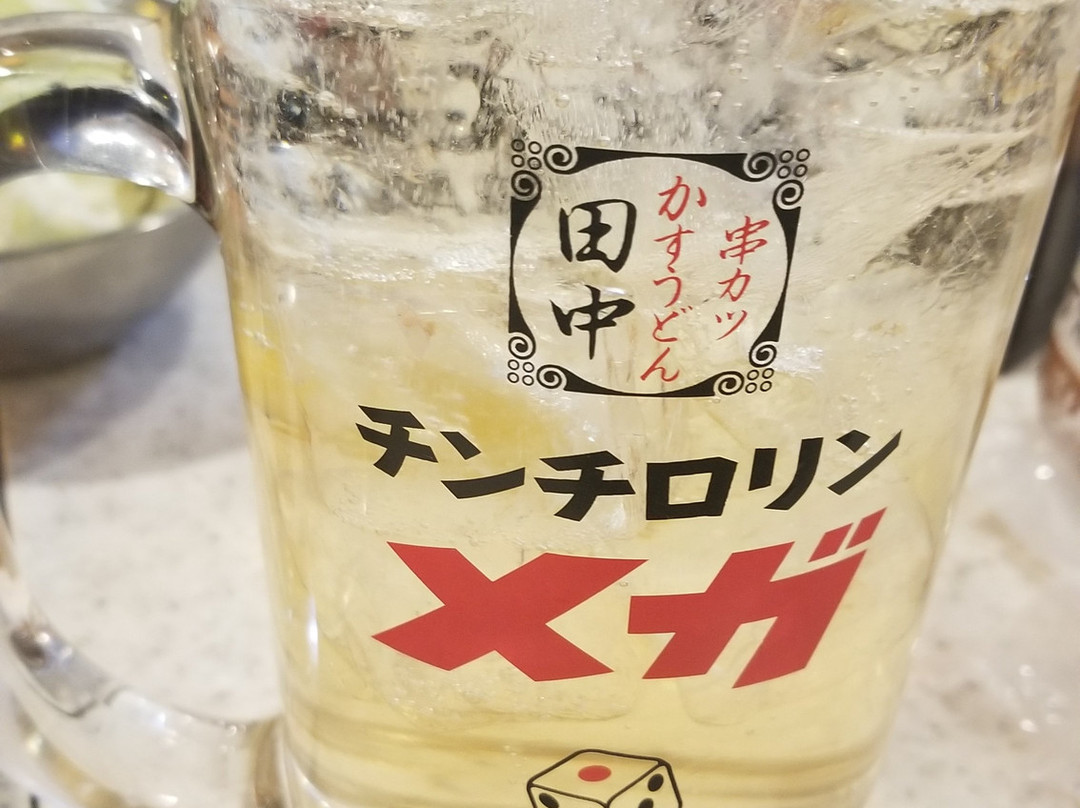 串カツ
かすうどん
田中
チンチロリン
メガ